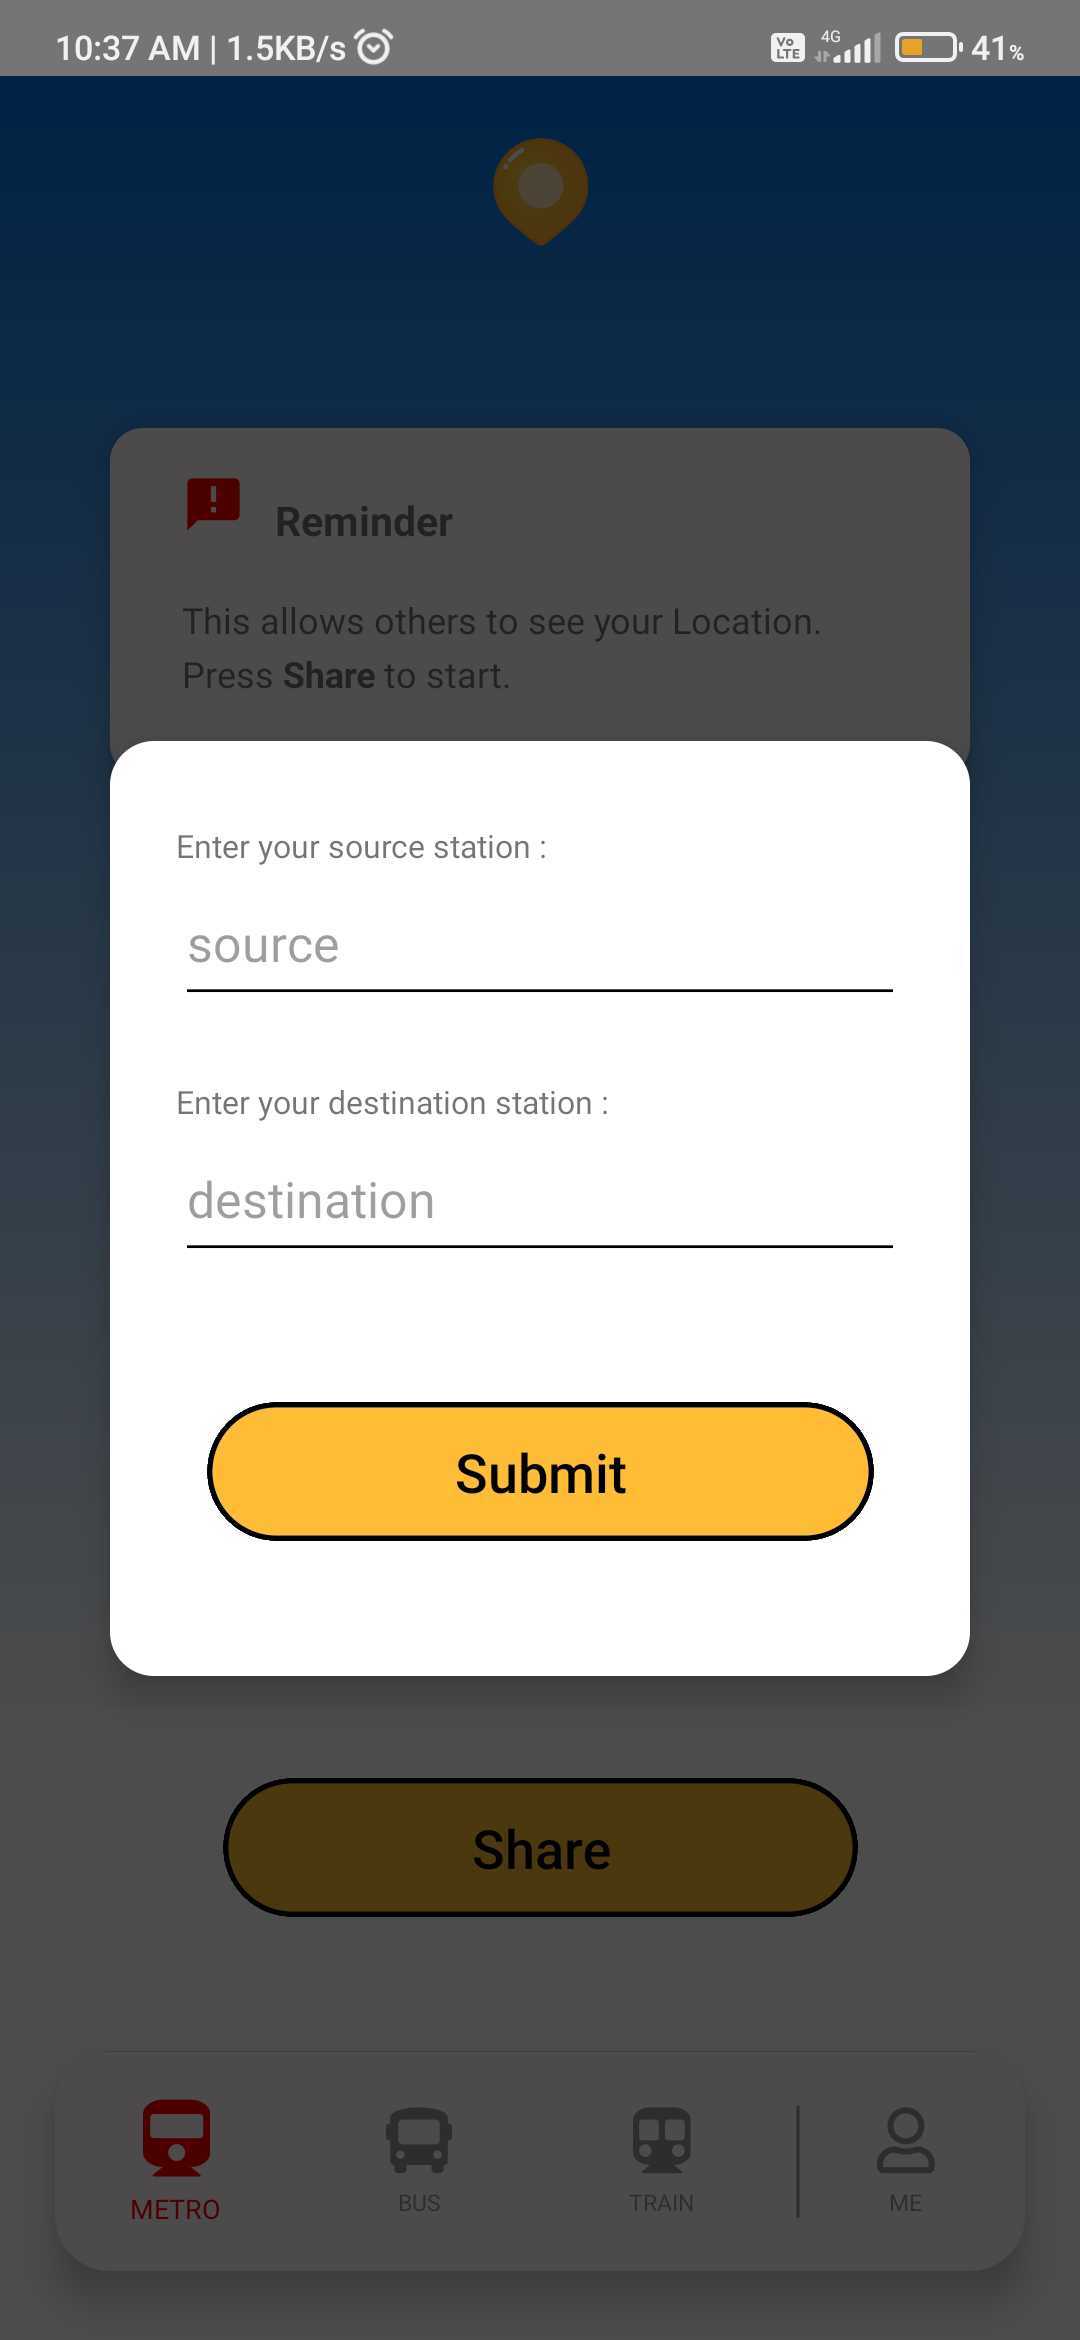 10:37 AM | 1.5KB/s
Vo LTE 4G 41%
Reminder
This allows others to see your Location.
Press Share to start.
Enter your source station :
source
Enter your destination station :
destination
Submit
Share
METRO BUS TRAIN ME